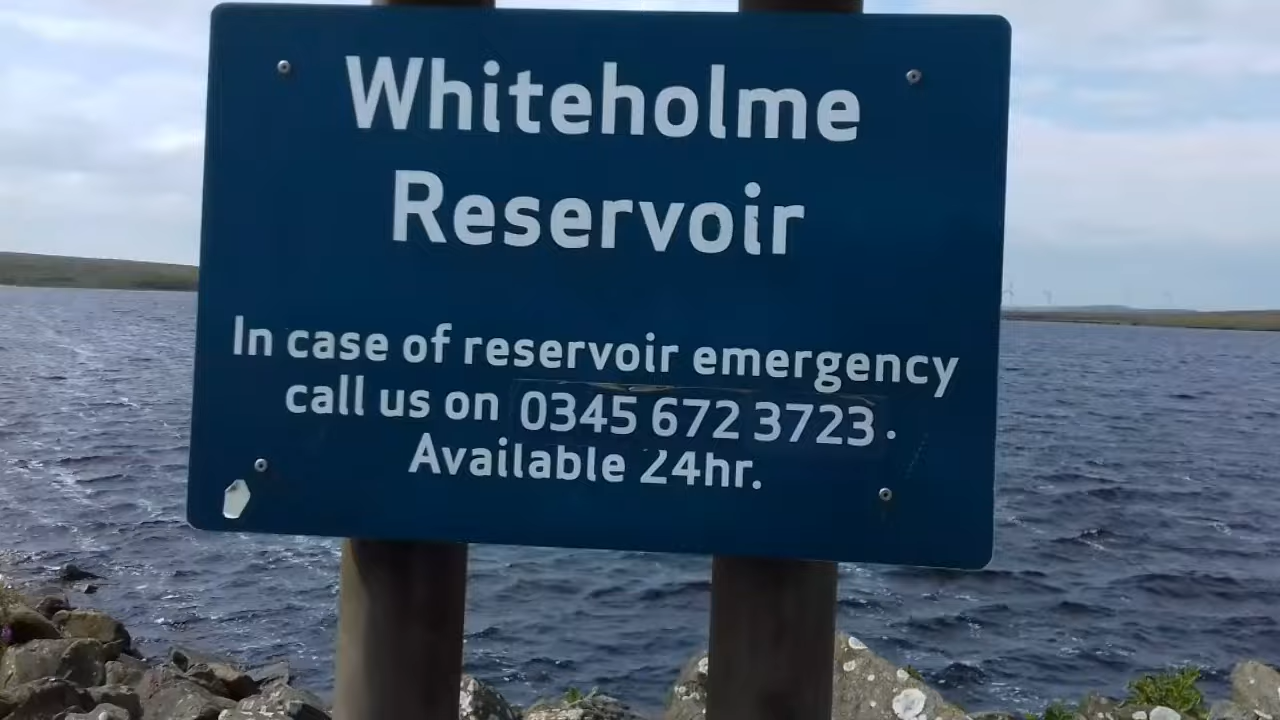 Whiteholme
Reservoir
In case of reservoir emergency
call us on 0345 672 3723.
Available 24hr.